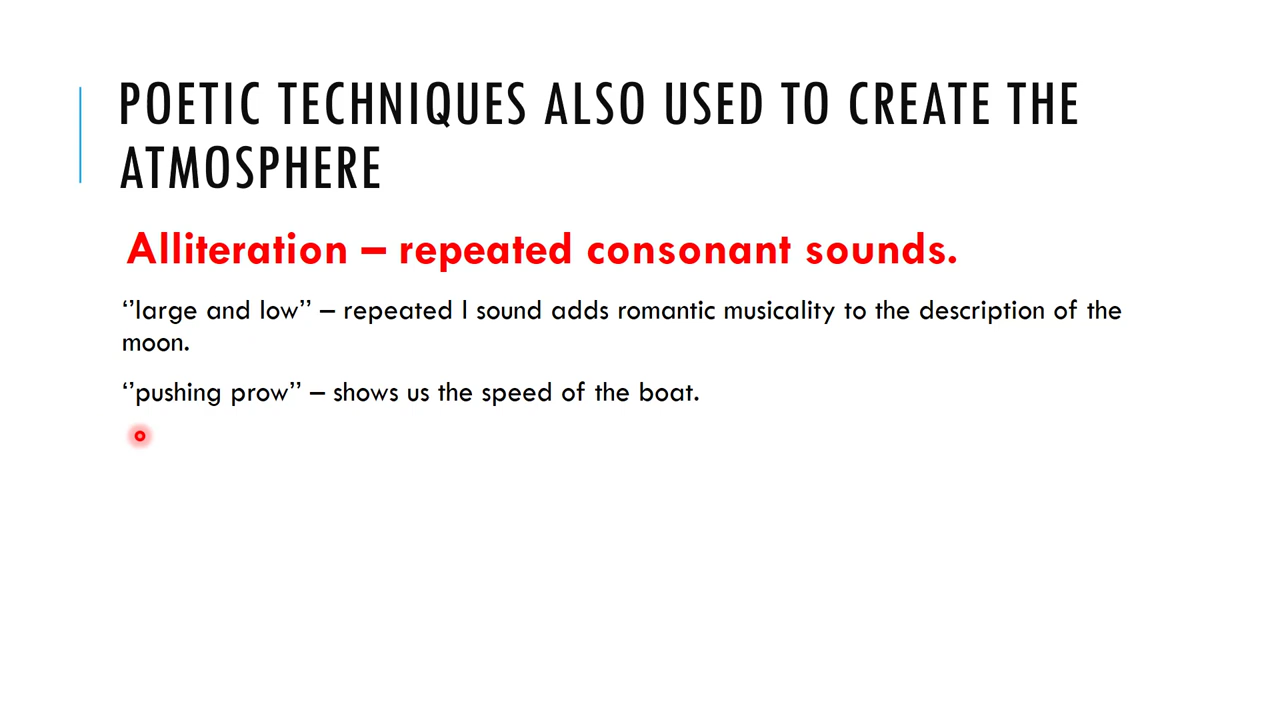 POETIC TECHNIQUES ALSO USED TO CREATE THE
ATMOSPHERE
Alliteration – repeated consonant sounds.
‘’large and low’’ – repeated l sound adds romantic musicality to the description of the
moon.
‘’pushing prow’’ – shows us the speed of the boat.